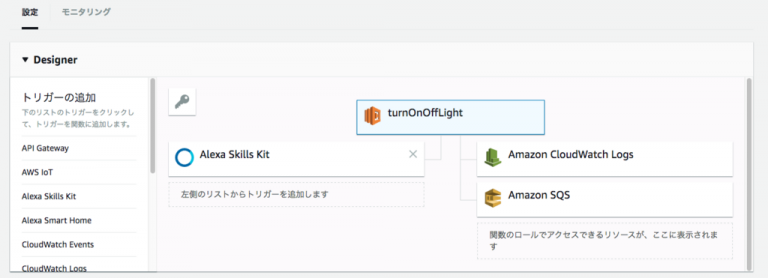 設定 モニタリング
▼ Designer
トリガーの追加
下のリストのトリガーをクリックし
て、トリガーを関数に追加します。
API Gateway
AWS IoT
Alexa Skills Kit
Alexa Smart Home
CloudWatch Events
CloudWatch Logs
turnOnOffLight
Alexa Skills Kit
左側のリストからトリガーを追加します
Amazon CloudWatch Logs
Amazon SQS
関数のロールでアクセスできるリソースが、ここに表示されま
す